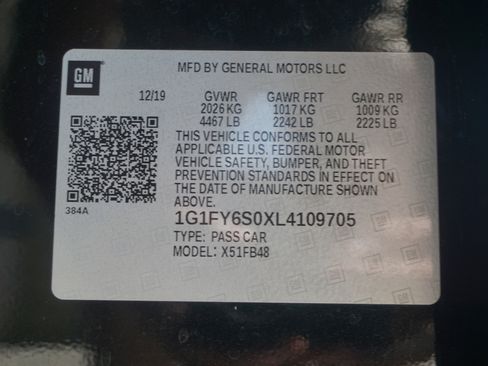 GM
MFD BY GENERAL MOTORS LLC
12/19 GVWR GAWR FRT GAWR RR
2026 KG 1017 KG 1009 KG
4467 LB 2242 LB 2225 LB
THIS VEHICLE CONFORMS TO ALL
APPLICABLE U.S. FEDERAL MOTOR
VEHICLE SAFETY, BUMPER, AND THEFT
PREVENTION STANDARDS IN EFFECT ON
THE DATE OF MANUFACTURE SHOWN
ABOVE.
384A
1G1FY6S0XL4109705
TYPE: PASS CAR
MODEL: X51FB48